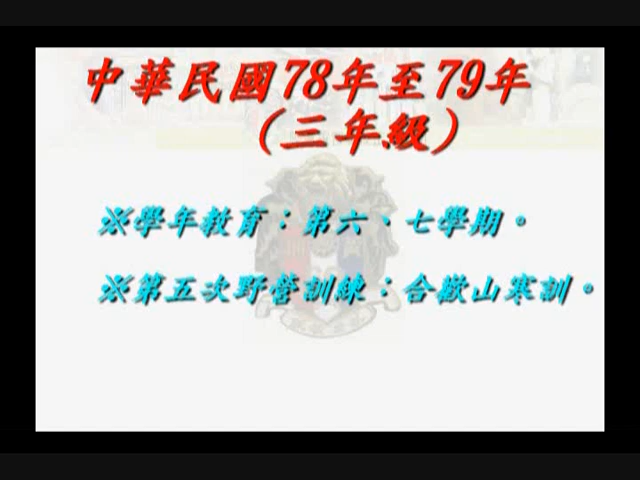 中華民國78年至79年
(三年級)
※學年教育：第六、七學期。
※第五次野營訓練：合歡山寒訓。